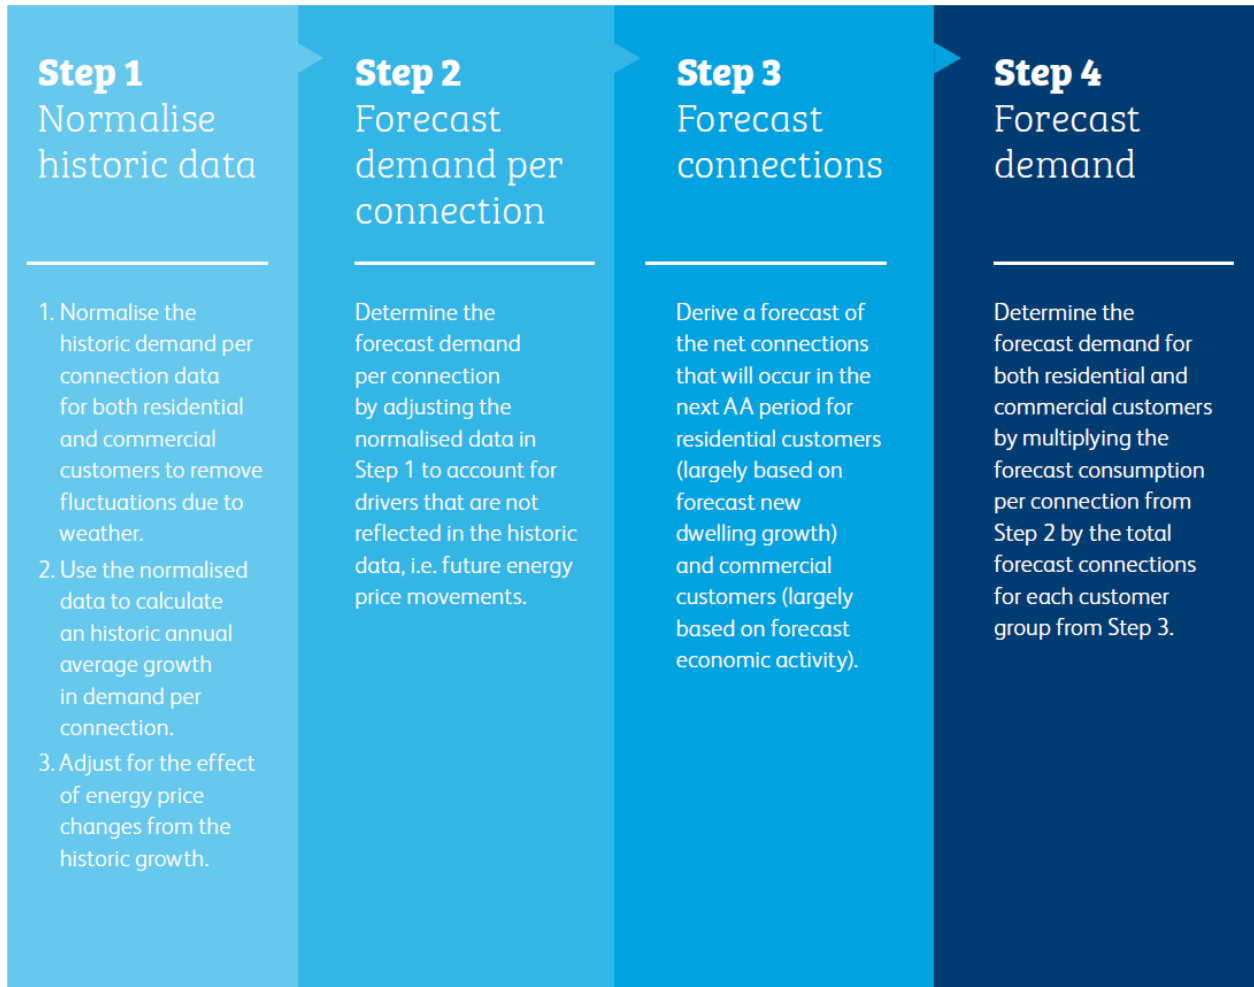 Step 1
Normalise
historic data
1. Normalise the
historic demand per
connection data
for both residential
and commercial
customers to remove
fluctuations due to
weather.
2. Use the normalised
data to calculate
an historic annual
average growth
in demand per
connection.
3. Adjust for the effect
of energy price
changes from the
historic growth.
Step 2
Forecast
demand per
connection
Determine the
forecast demand
per connection
by adjusting the
normalised data in
Step 1 to account for
drivers that are not
reflected in the historic
data, i.e. future energy
price movements.
Step 3
Forecast
connections
Derive a forecast of
the net connections
that will occur in the
next AA period for
residential customers
(largely based on
forecast new
dwelling growth)
and commercial
customers (largely
based on forecast
economic activity).
Step 4
Forecast
demand
Determine the
forecast demand for
both residential and
commercial customers
by multiplying the
forecast consumption
per connection from
Step 2 by the total
forecast connections
for each customer
group from Step 3.